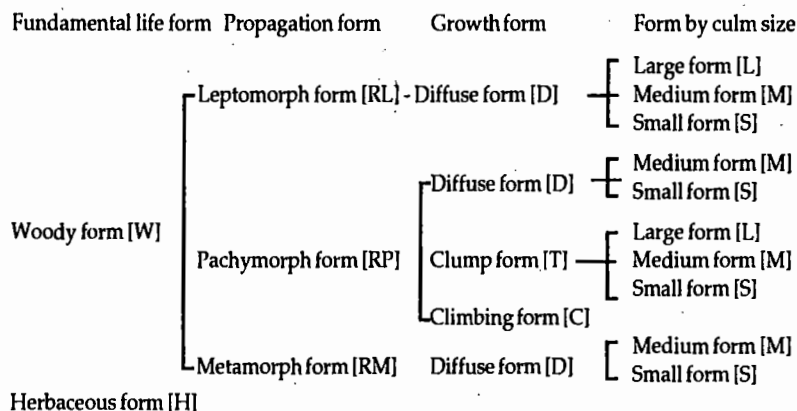 Fundamental life form Propagation form Growth form Form by culm size
Large form [L]
Leptomorph form [RL] - Diffuse form [D] Medium form [M]
Small form [S]
Medium form [M]
Diffuse form [D]
Small form [S]
Woody form [W]
Large form [L]
Pachymorph form [RP] Clump form [T] Medium form [M]
Small form [S]
Climbing form [C]
Medium form [M]
Metamorph form [RM] Diffuse form [D]
Small form [S]
Herbaceous form [H]